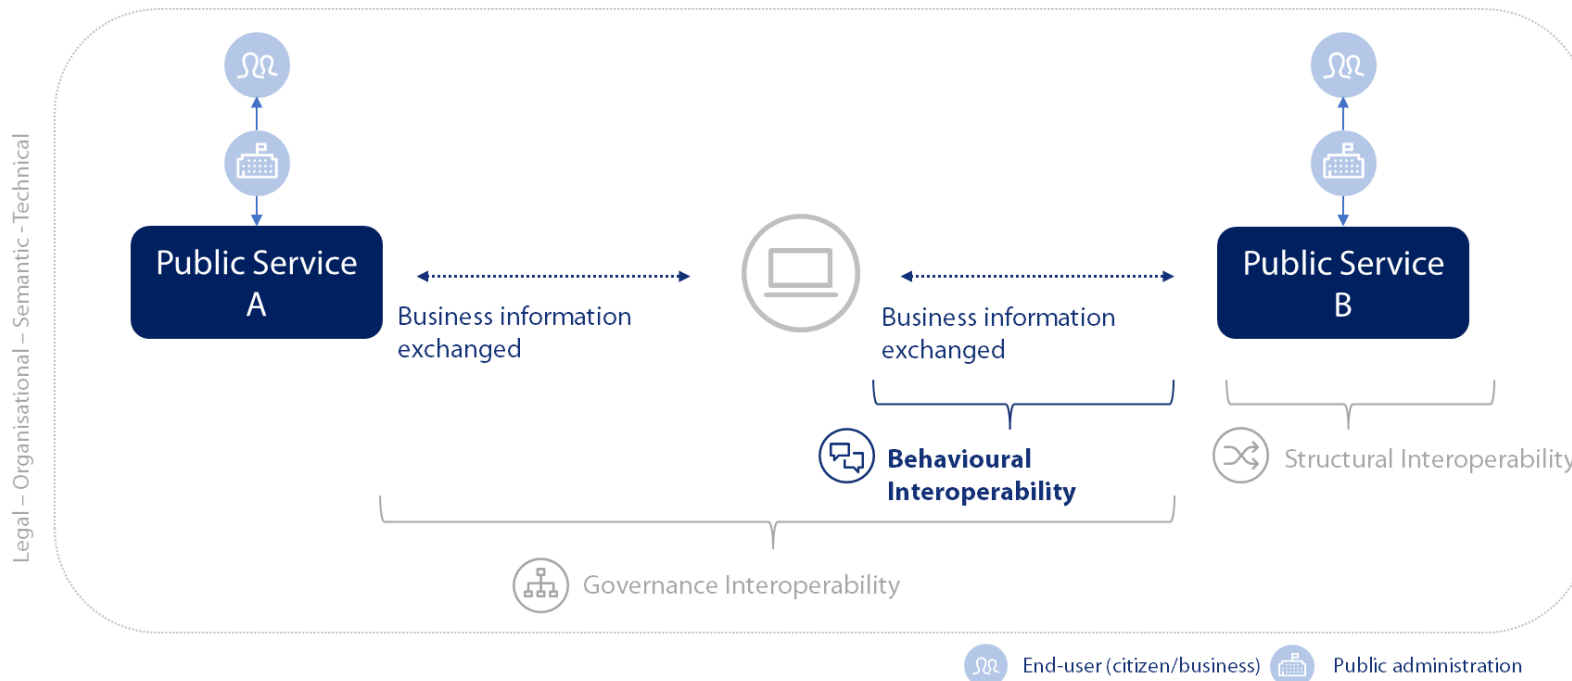 Legal – Organisational – Semantic - Technical
Public Service
A
Business information
exchanged
Business information
exchanged
Public Service
B
Behavioural
Interoperability
Structural Interoperability
Governance Interoperability
End-user (citizen/business)
Public administration